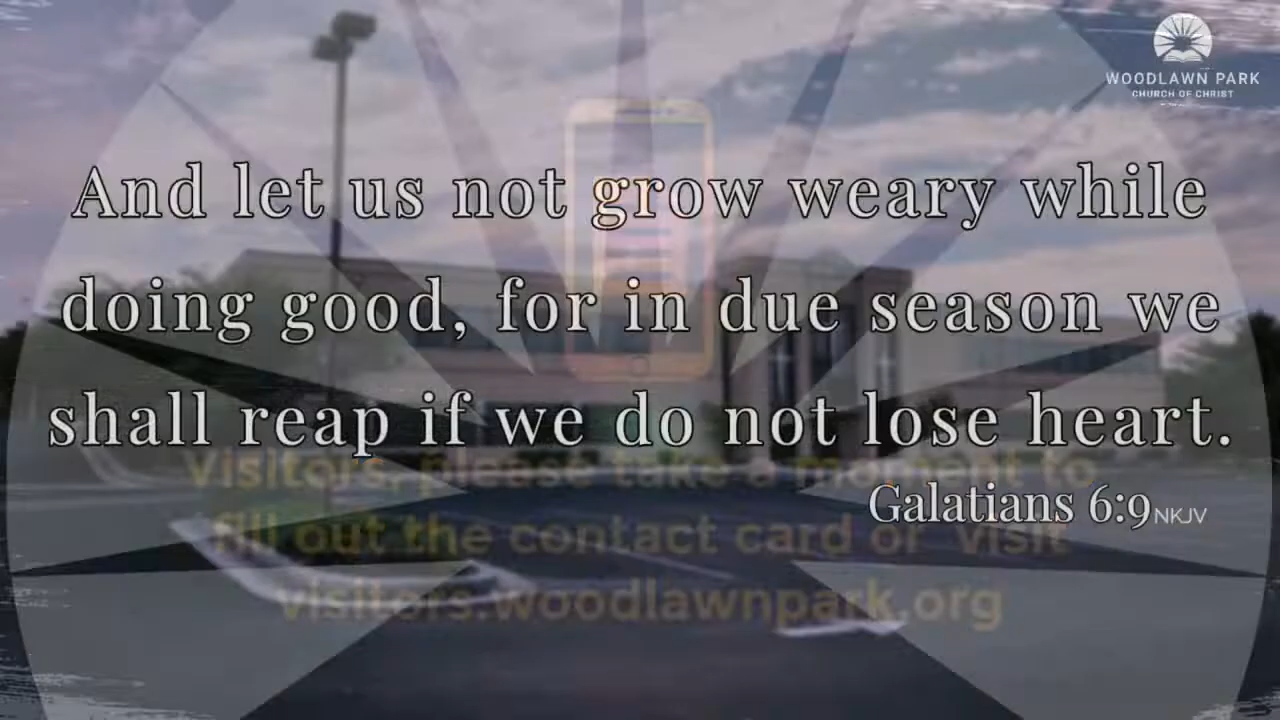 WOODLAWN PARK
CHURCH OF CHRIST
And let us not grow weary while
doing good, for in due season we
shall reap if we do not lose heart.
Galatians 6:9 NKJV
Visitors, please take a moment to
fill out the contact card or visit
visitors.woodlawnpark.org